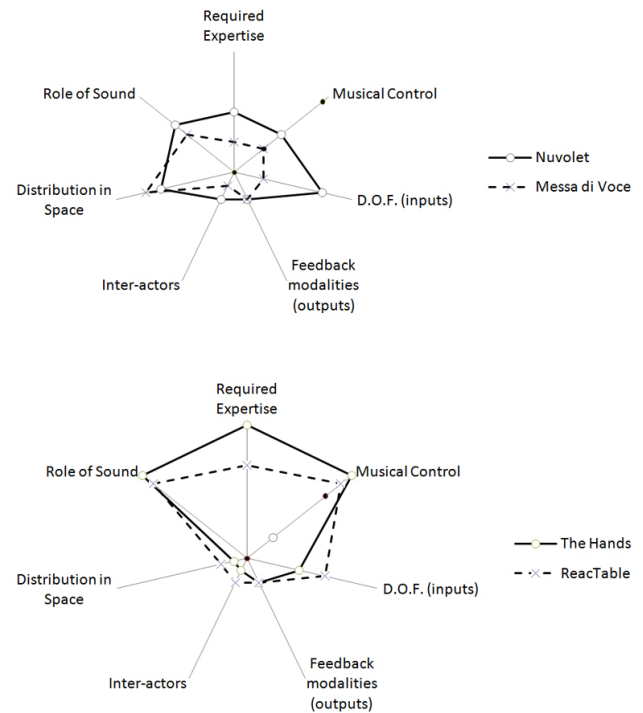 Required
Expertise
Role of Sound
Musical Control
Nuvolet
Messa di Voce
Distribution in
Space
D.O.F. (inputs)
Inter-actors
Feedback
modalities
(outputs)
Required
Expertise
Role of Sound
Musical Control
The Hands
ReacTable
Distribution in
Space
D.O.F. (inputs)
Inter-actors
Feedback
modalities
(outputs)